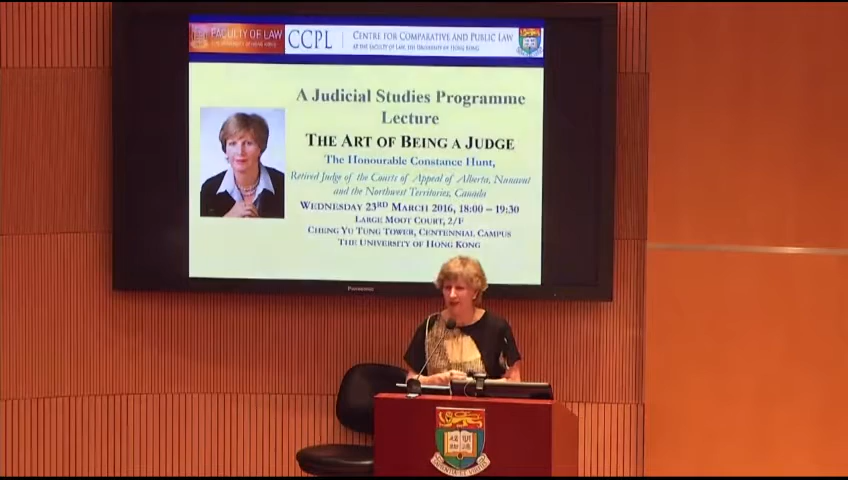 FACULTY OF LAW
CCPL
CENTRE FOR COMPARATIVE AND PUBLIC LAW
AT THE FACULTY OF LAW, THE UNIVERSITY OF HONG KONG
A JUDICIAL STUDIES PROGRAMME
LECTURE
THE ART OF BEING A JUDGE
The Honourable Constance Hunt,
Retired Judge of the Courts of Appeal of Alberta, Nunavut
and the Northwest Territories, Canada
WEDNESDAY 23RD MARCH 2016, 18:00 – 19:30
LARGE MOOT COURT, 2/F
CHENG YU TUNG TOWER, CENTENNIAL CAMPUS
THE UNIVERSITY OF HONG KONG
Panasonic